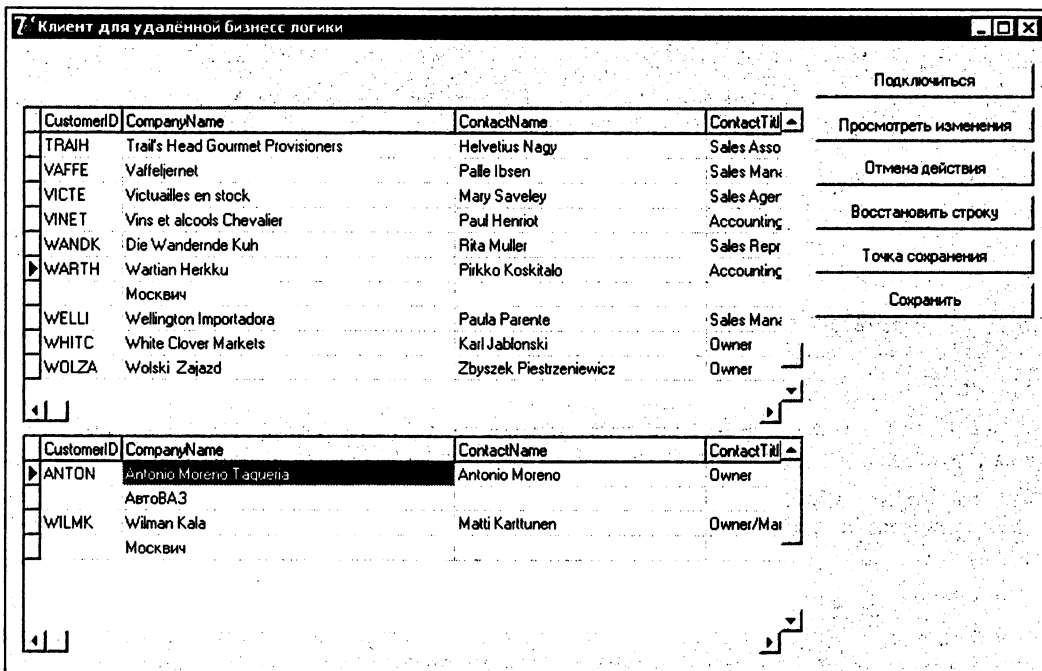 Клиент для удалённой бизнесс логики
Подключиться
Просмотреть изменения
Отмена действия
Восстановить строку
Точка сохранения
Сохранить
CustomerID CompanyName ContactName ContactTitl
TRAIH Trail's Head Gourmet Provisioners Helvetius Nagy Sales Asso
VAFFE Vaffeljernet Palle Ibsen Sales Mana
VICTE Victuailles en stock Mary Saveley Sales Agen
VINET Vins et alcools Chevalier Paul Henriot Accounting
WANDK Die Wandernde Kuh Rita Muller Sales Repr
WARTH Wartian Herkku Pirkko Koskitalo Accounting
Москвич
WELLI Wellington Importadora Paula Parente Sales Mana
WHITC White Clover Markets Karl Jablonski Owner
WOLZA Wolski Zajazd Zbyszek Piestrzeniewicz Owner
CustomerID CompanyName ContactName ContactTitl
ANTON Antonio Moreno Taqueria Antonio Moreno Owner
АвтоВАЗ
WILMK Wilman Kala Matti Karttunen Owner/Mar
Москвич